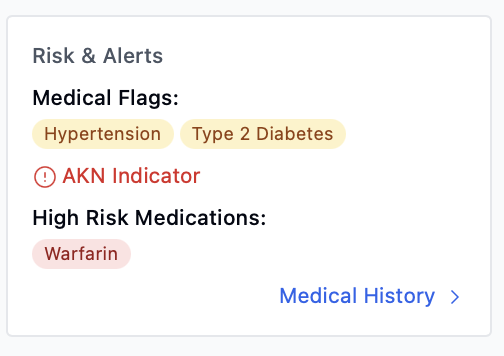 Risk & Alerts
Medical Flags:
Hypertension Type 2 Diabetes
AKN Indicator
High Risk Medications:
Warfarin
Medical History